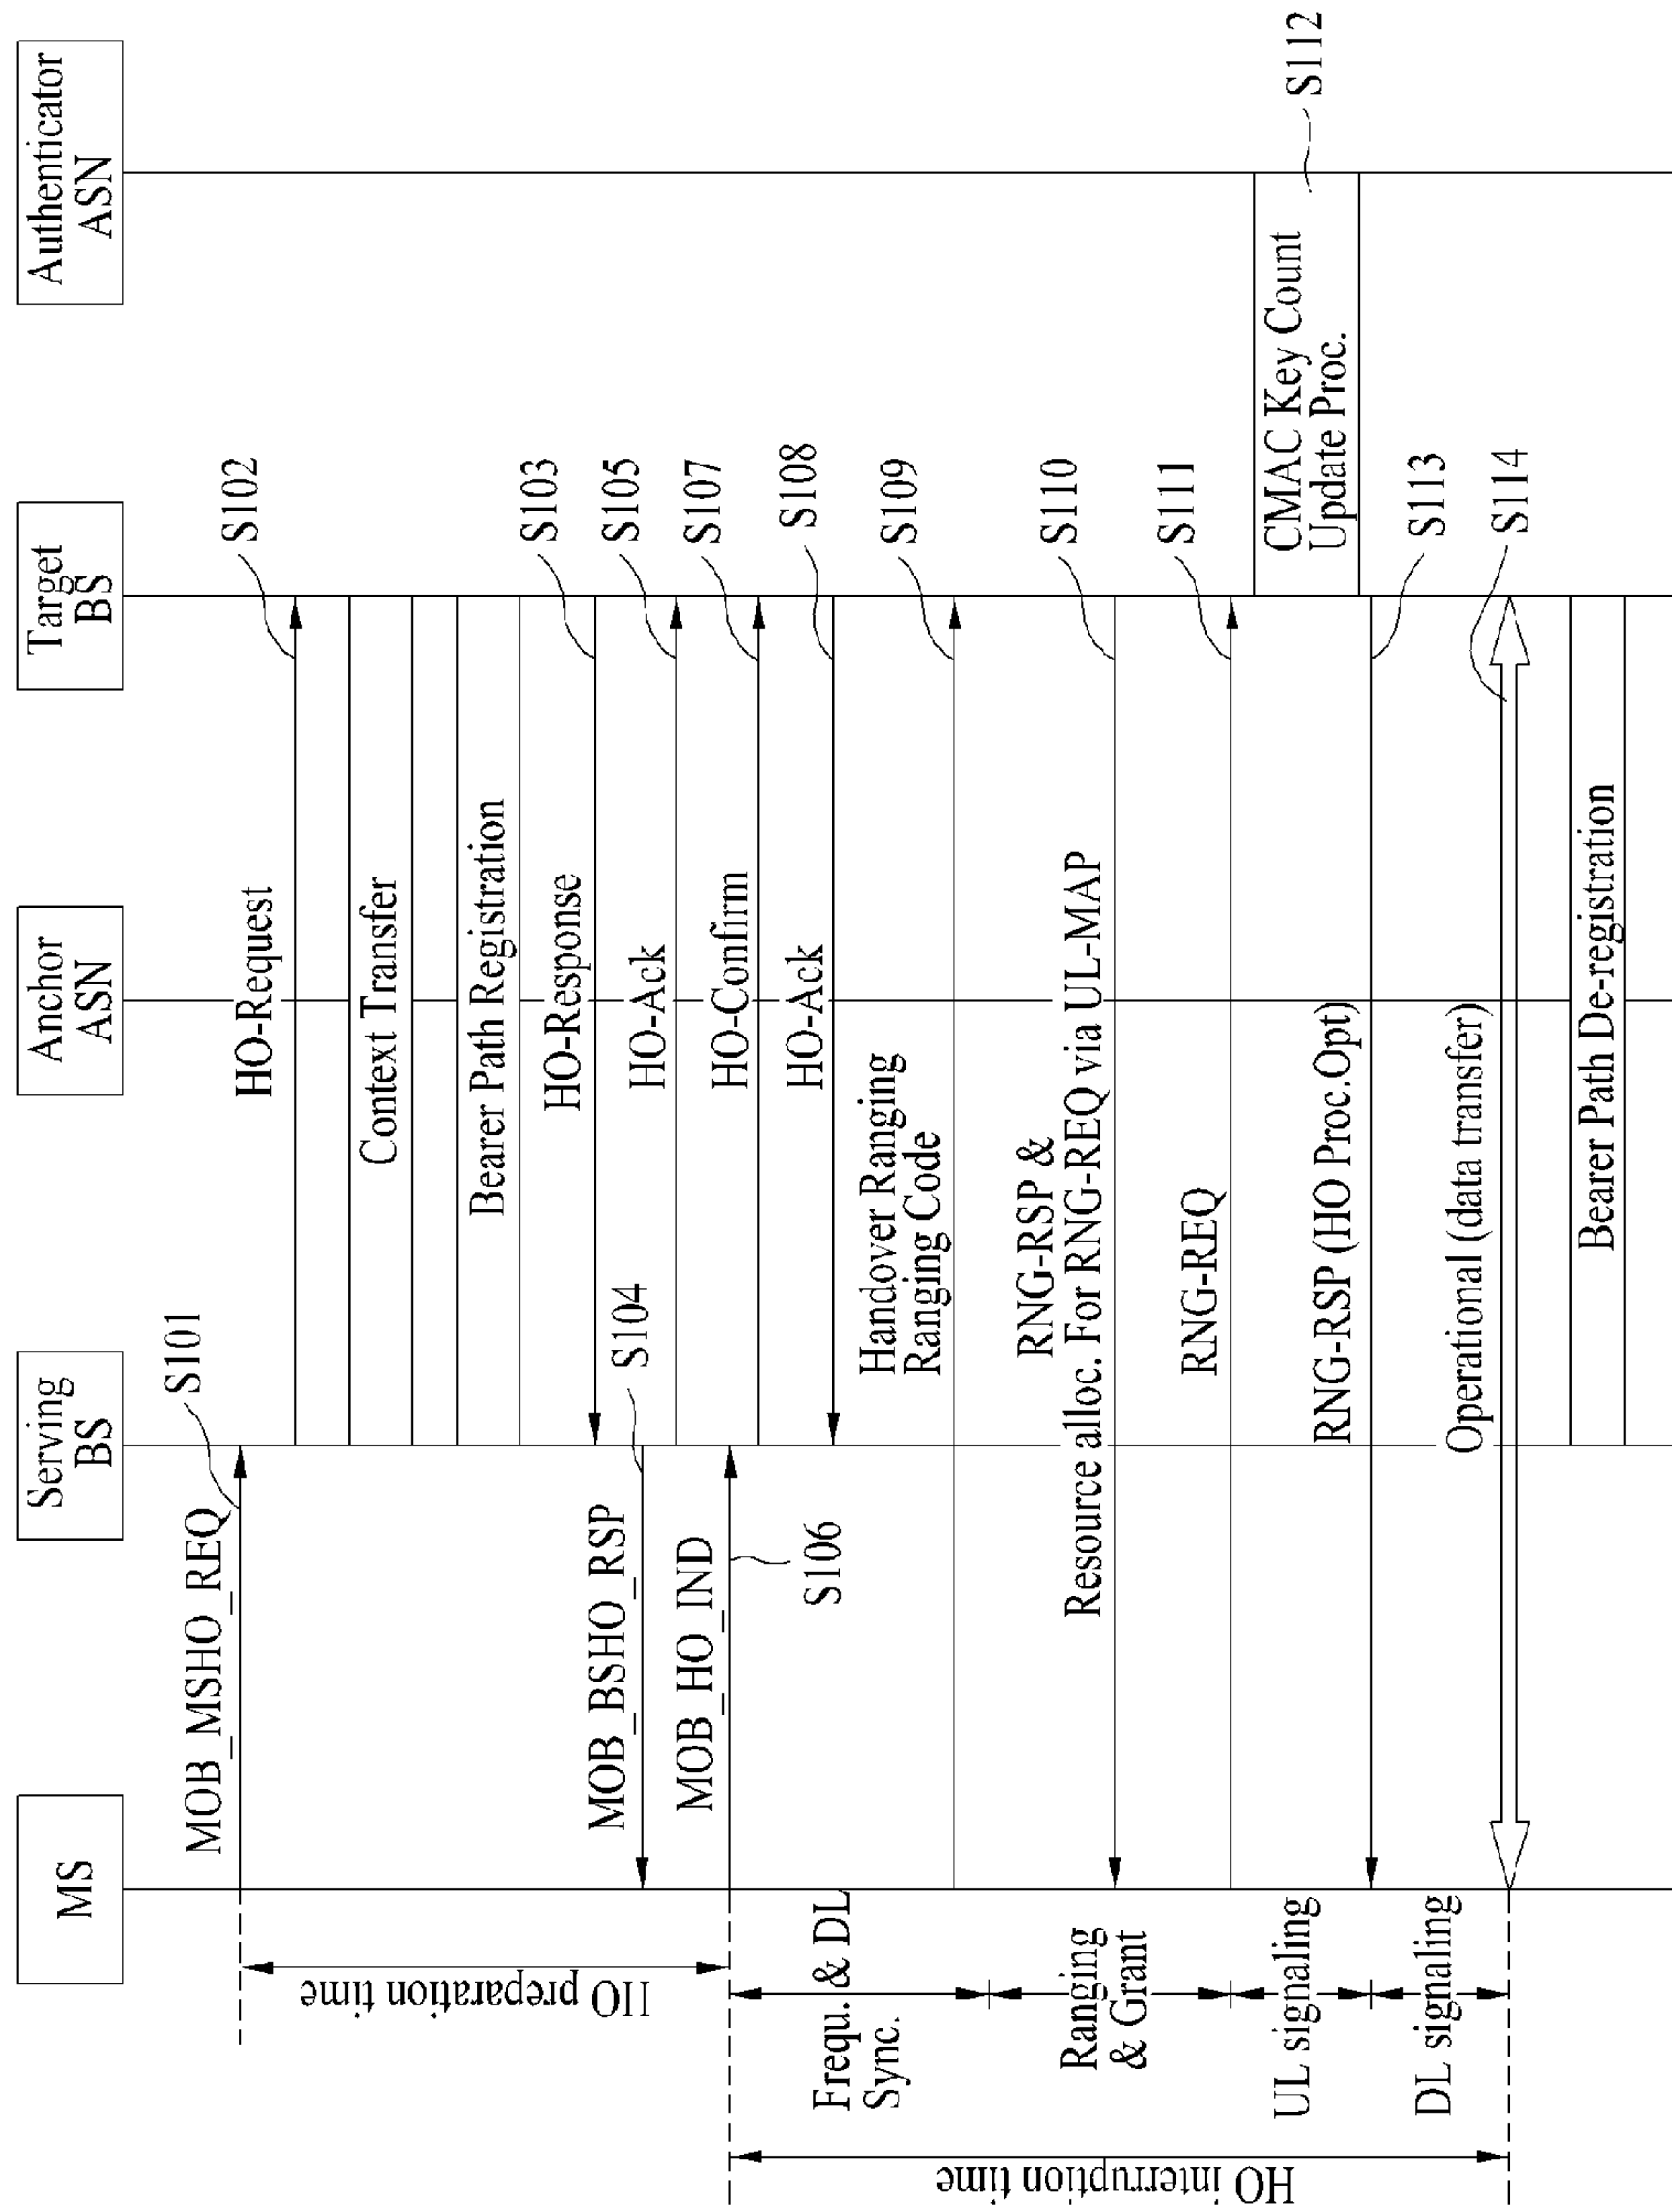 MS
Serving
BS
Anchor
ASN
Target
BS
Authenticator
ASN
MOB_MSHO_REQ
S101
HO-Request
S102
Context Transfer
Bearer Path Registration
HO-Response
S103
MOB_BSHO_RSP
S104
HO-Ack
S105
MOB_HO_IND
S106
HO-Confirm
S107
HO-Ack
S108
Handover Ranging
Ranging Code
S109
RNG-RSP &
Resource alloc. For RNG-REQ via UL-MAP
S110
RNG-REQ
S111
CMAC Key Count
Update Proc.
S112
RNG-RSP (HO Proc.Opt)
S113
Operational (data transfer)
S114
Bearer Path De-registration
HO preparation time
Frequ. & DL
Sync.
Ranging
& Grant
UL signaling
DL signaling
HO interruption time